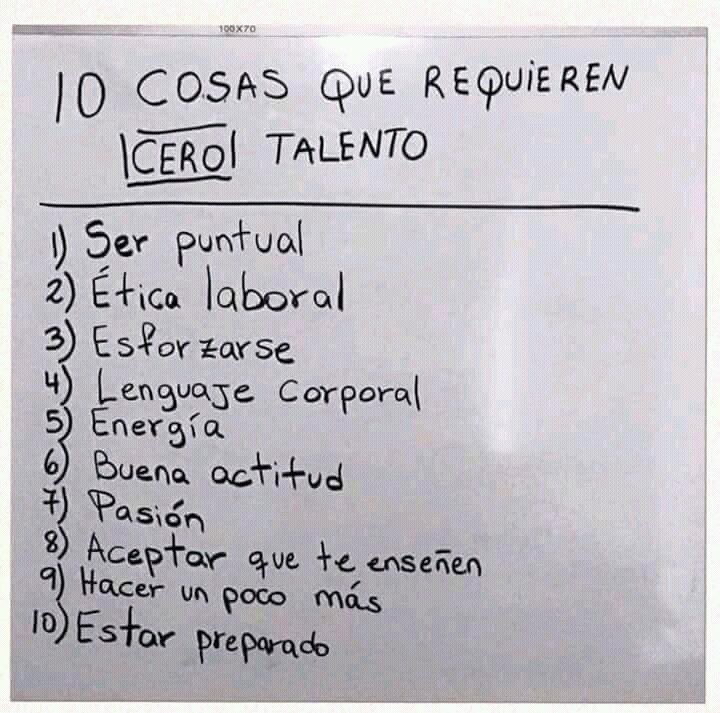 100X70
10 COSAS QUE REQUIEREN
CERO TALENTO
1) Ser puntual
2) Ética laboral
3) Esforzarse
4) Lenguaje corporal
5) Energía
6) Buena actitud
7) Pasión
8) Aceptar que te enseñen
9) Hacer un poco más
10) Estar preparado